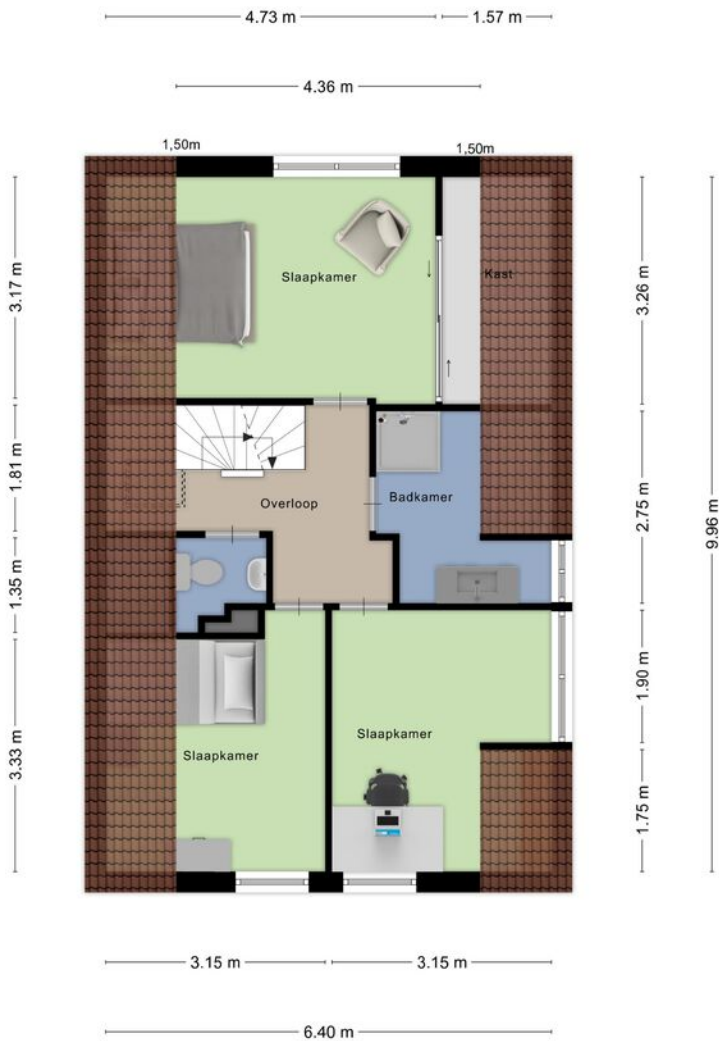 4.73 m
1.57 m
4.36 m
1,50m
1,50m
3.17 m
Slaapkamer
Kast
3.26 m
1.81 m
Overloop
Badkamer
2.75 m
9.96 m
1.35 m
3.33 m
Slaapkamer
Slaapkamer
1.90 m
1.75 m
3.15 m
3.15 m
6.40 m